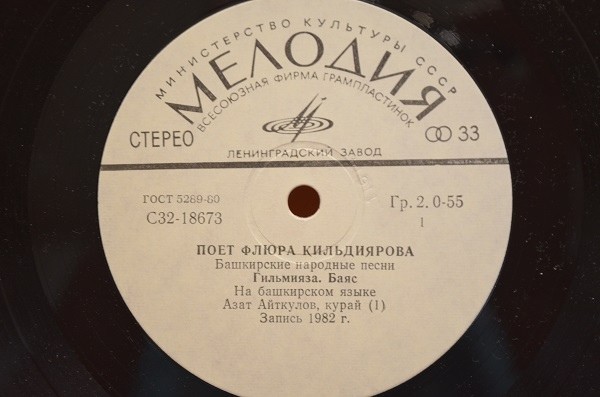 МИНИСТЕРСТВО КУЛЬТУРЫ СССР
МЕЛОДИЯ
ВСЕСОЮЗНАЯ ФИРМА ГРАМПЛАСТИНОК
СТЕРЕО
33
ЛЕНИНГРАДСКИЙ ЗАВОД
ГОСТ 5289-80
С32-18673
Гр. 2. 0-55
1
ПОЕТ ФЛЮРА КИЛЬДИЯРОВА
Башкирские народные песни
Гильмияза. Баяс
На башкирском языке
Азат Айткулов, курай (1)
Запись 1982 г.